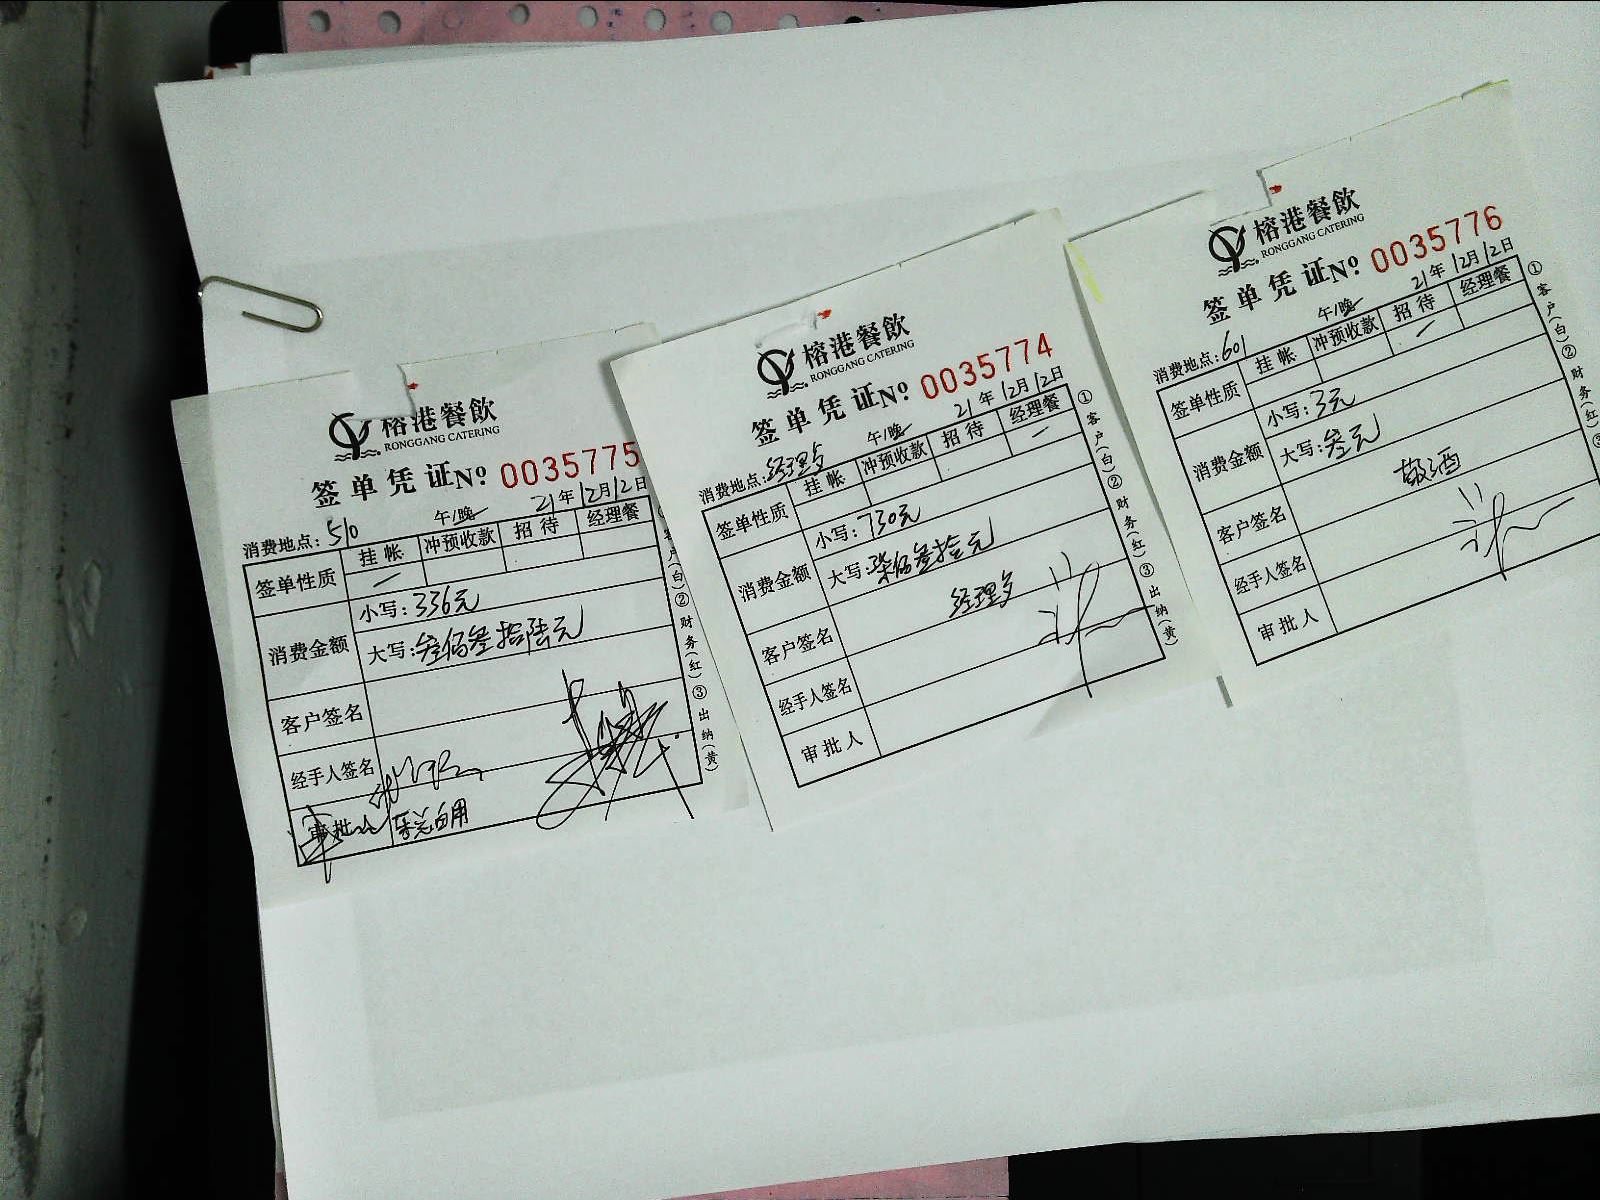 榕港餐飲
RONGGANG CATERING
签单凭证№ 0035775
21年12月12日
消费地点:510 午/晚
签单性质 挂帐 冲预收款 招待 经理餐
消费金额 小写:336元
大写:叁佰叁拾陆元
客户签名
经手人签名
审批人
①客户(白)②财务(红)③出纳(黄)
榕港餐飲
RONGGANG CATERING
签单凭证№ 0035774
21年12月12日
消费地点:经理 午/晚
签单性质 挂帐 冲预收款 招待 经理餐
消费金额 小写:730元
大写:柒佰叁拾元
客户签名 经理
经手人签名
审批人
①客户(白)②财务(红)③出纳(黄)
榕港餐飲
RONGGANG CATERING
签单凭证№ 0035776
21年12月12日
消费地点:601 午/晚
签单性质 挂帐 冲预收款 招待 经理餐
消费金额 小写:3元
大写:叁元
客户签名 敬酒
经手人签名
审批人
①客户(白)②财务(红)